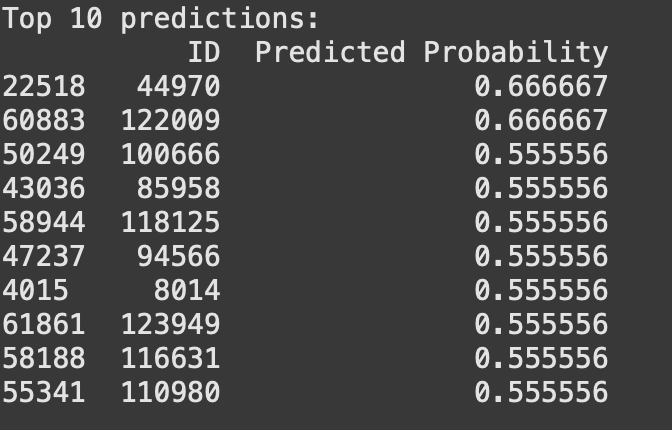 Top 10 predictions:
ID Predicted Probability
22518 44970 0.666667
60883 122009 0.666667
50249 100666 0.555556
43036 85958 0.555556
58944 118125 0.555556
47237 94566 0.555556
4015 8014 0.555556
61861 123949 0.555556
58188 116631 0.555556
55341 110980 0.555556